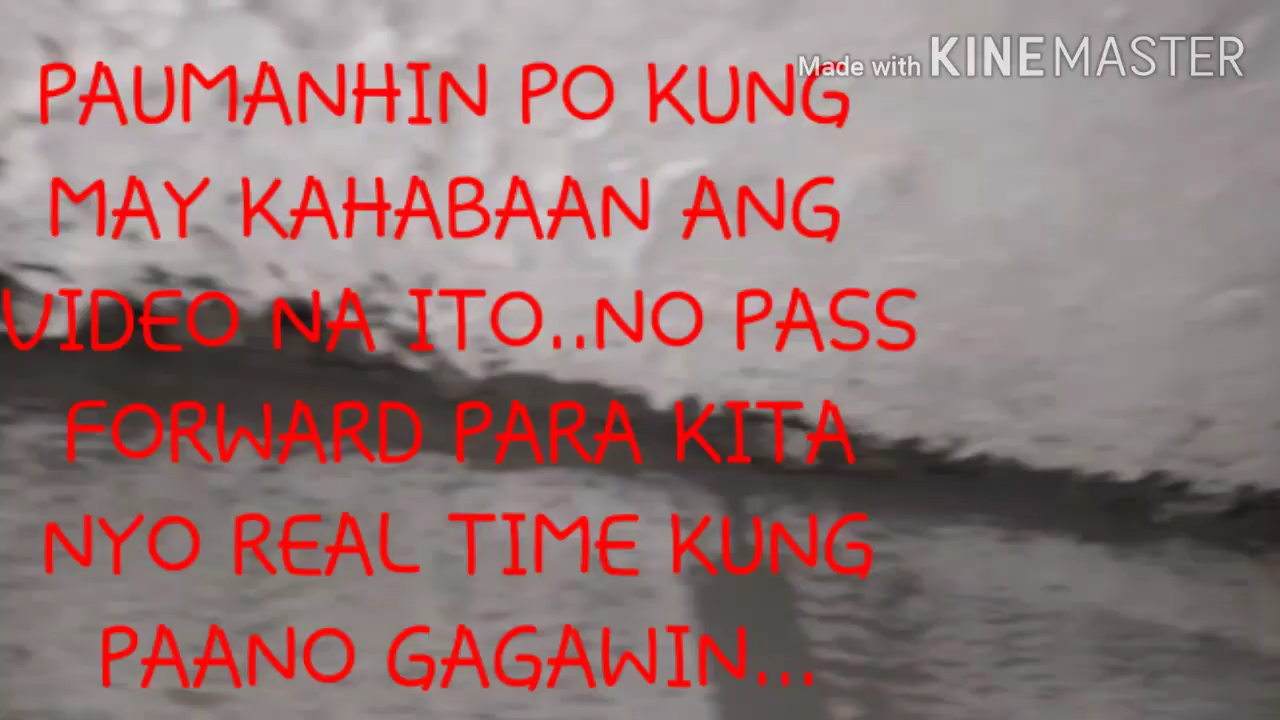 Made with KINEMASTER
PAUMANHIN PO KUNG
MAY KAHABAAN ANG
VIDEO NA ITO..NO PASS
FORWARD PARA KITA
NYO REAL TIME KUNG
PAANO GAGAWIN...